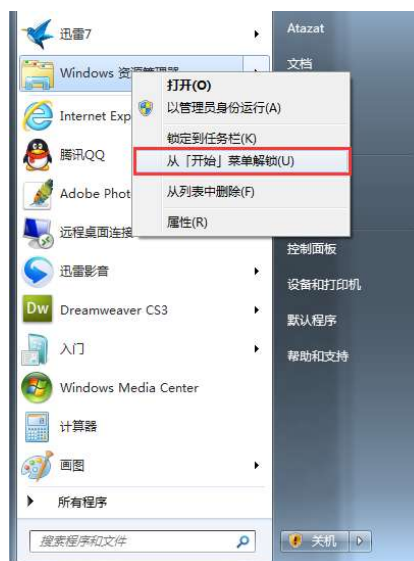 迅雷7
Atazat
文档
Windows 资源管理器
打开(O)
以管理员身份运行(A)
锁定到任务栏(K)
从「开始」菜单解锁(U)
从列表中删除(F)
属性(R)
Internet Exp
腾讯QQ
Adobe Phot
远程桌面连接
迅雷影音
Dw
Dreamweaver CS3
入门
Windows Media Center
计算器
画图
所有程序
搜索程序和文件
控制面板
设备和打印机
默认程序
帮助和支持
关机